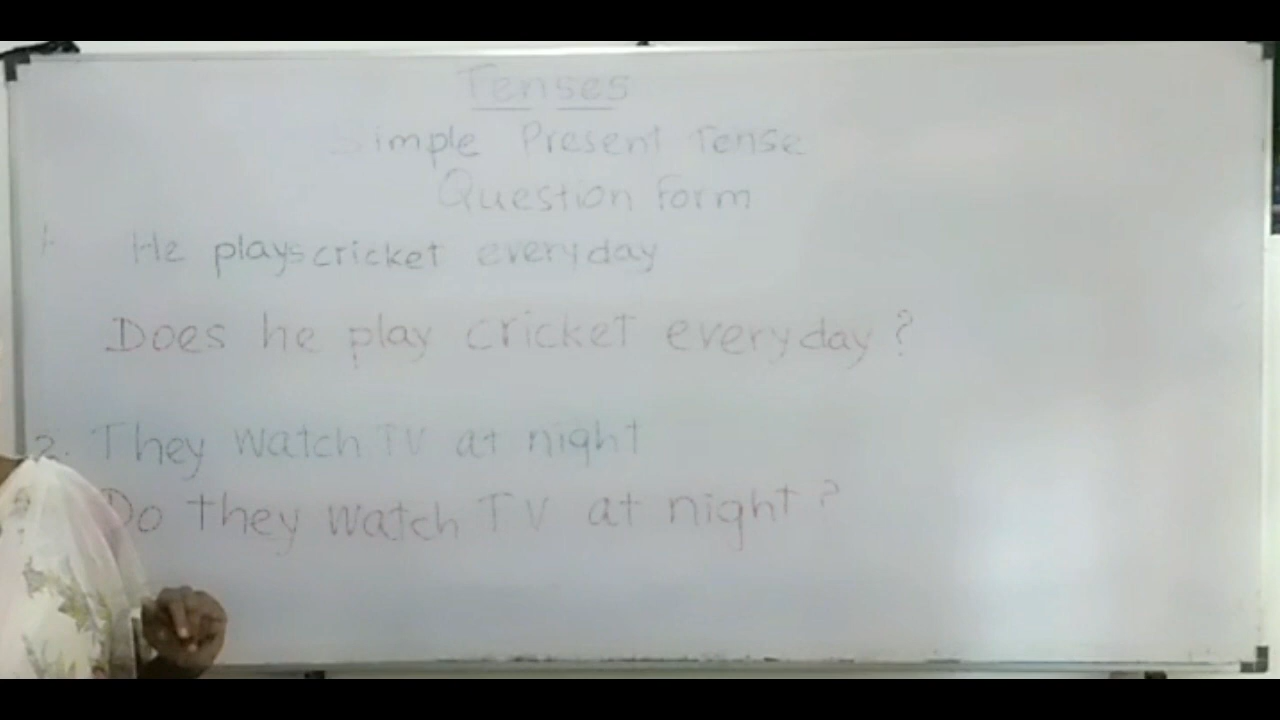 Tenses
Simple Present Tense
Question Form
1. He plays cricket everyday
Does he play cricket everyday?
2. They watch TV at night
Do they watch TV at night?